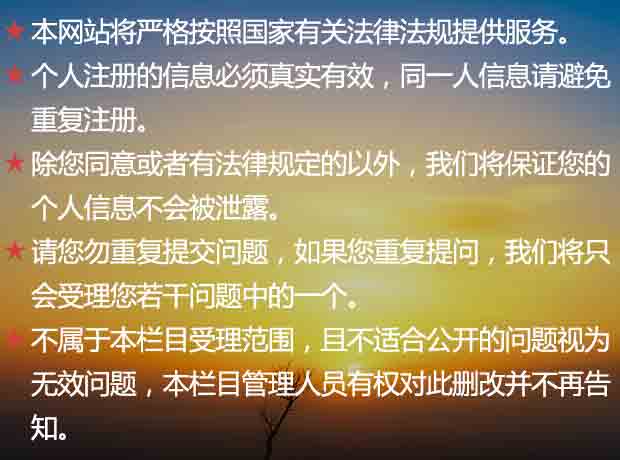 ★ 本网站将严格按照国家有关法律法规提供服务。
★ 个人注册的信息必须真实有效，同一人信息请避免
重复注册。
★ 除您同意或者有法律规定的以外，我们将保证您的
个人信息不会被泄露。
★ 请您勿重复提交问题，如果您重复提问，我们将只
会受理您若干问题中的一个。
★ 不属于本栏目受理范围，且不适合公开的问题视为
无效问题，本栏目管理人员有权对此删改并不再告
知。